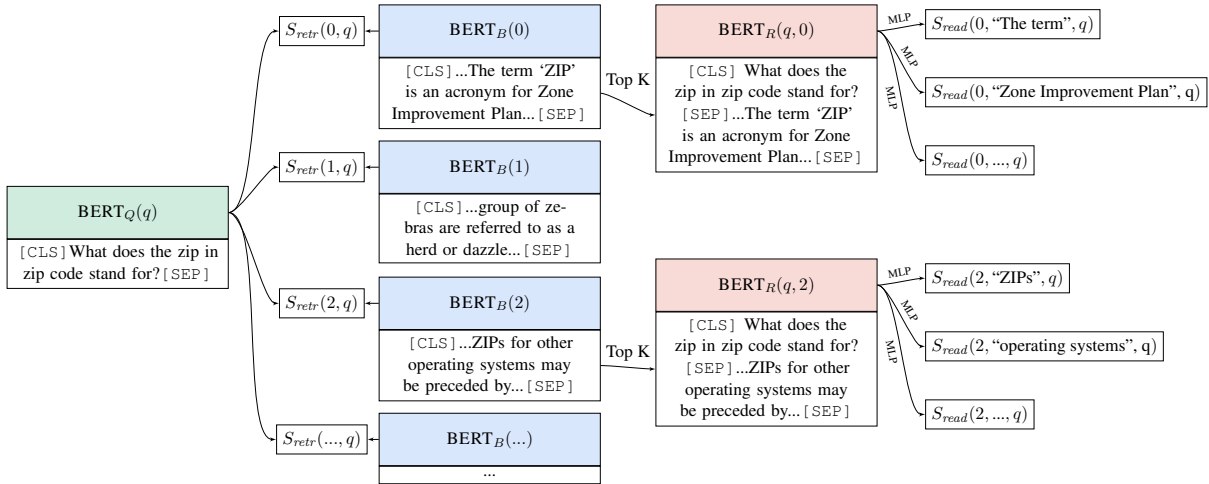 BERT_Q(q)
[CLS]What does the zip in
zip code stand for?[SEP]
S_retr(0, q)
S_retr(1, q)
S_retr(2, q)
S_retr(..., q)
BERT_B(0)
[CLS]...The term ‘ZIP’
is an acronym for Zone
Improvement Plan...[SEP]
BERT_B(1)
[CLS]...group of ze-
bras are referred to as a
herd or dazzle...[SEP]
BERT_B(2)
[CLS]...ZIPs for other
operating systems may
be preceded by...[SEP]
BERT_B(...)
...
Top K
Top K
BERT_R(q, 0)
[CLS] What does the
zip in zip code stand for?
[SEP]...The term ‘ZIP’
is an acronym for Zone
Improvement Plan...[SEP]
BERT_R(q, 2)
[CLS] What does the
zip in zip code stand for?
[SEP]...ZIPs for other
operating systems may
be preceded by...[SEP]
MLP
MLP
MLP
S_read(0, “The term”, q)
S_read(0, “Zone Improvement Plan”, q)
S_read(0, ..., q)
MLP
MLP
MLP
S_read(2, “ZIPs”, q)
S_read(2, “operating systems”, q)
S_read(2, ..., q)